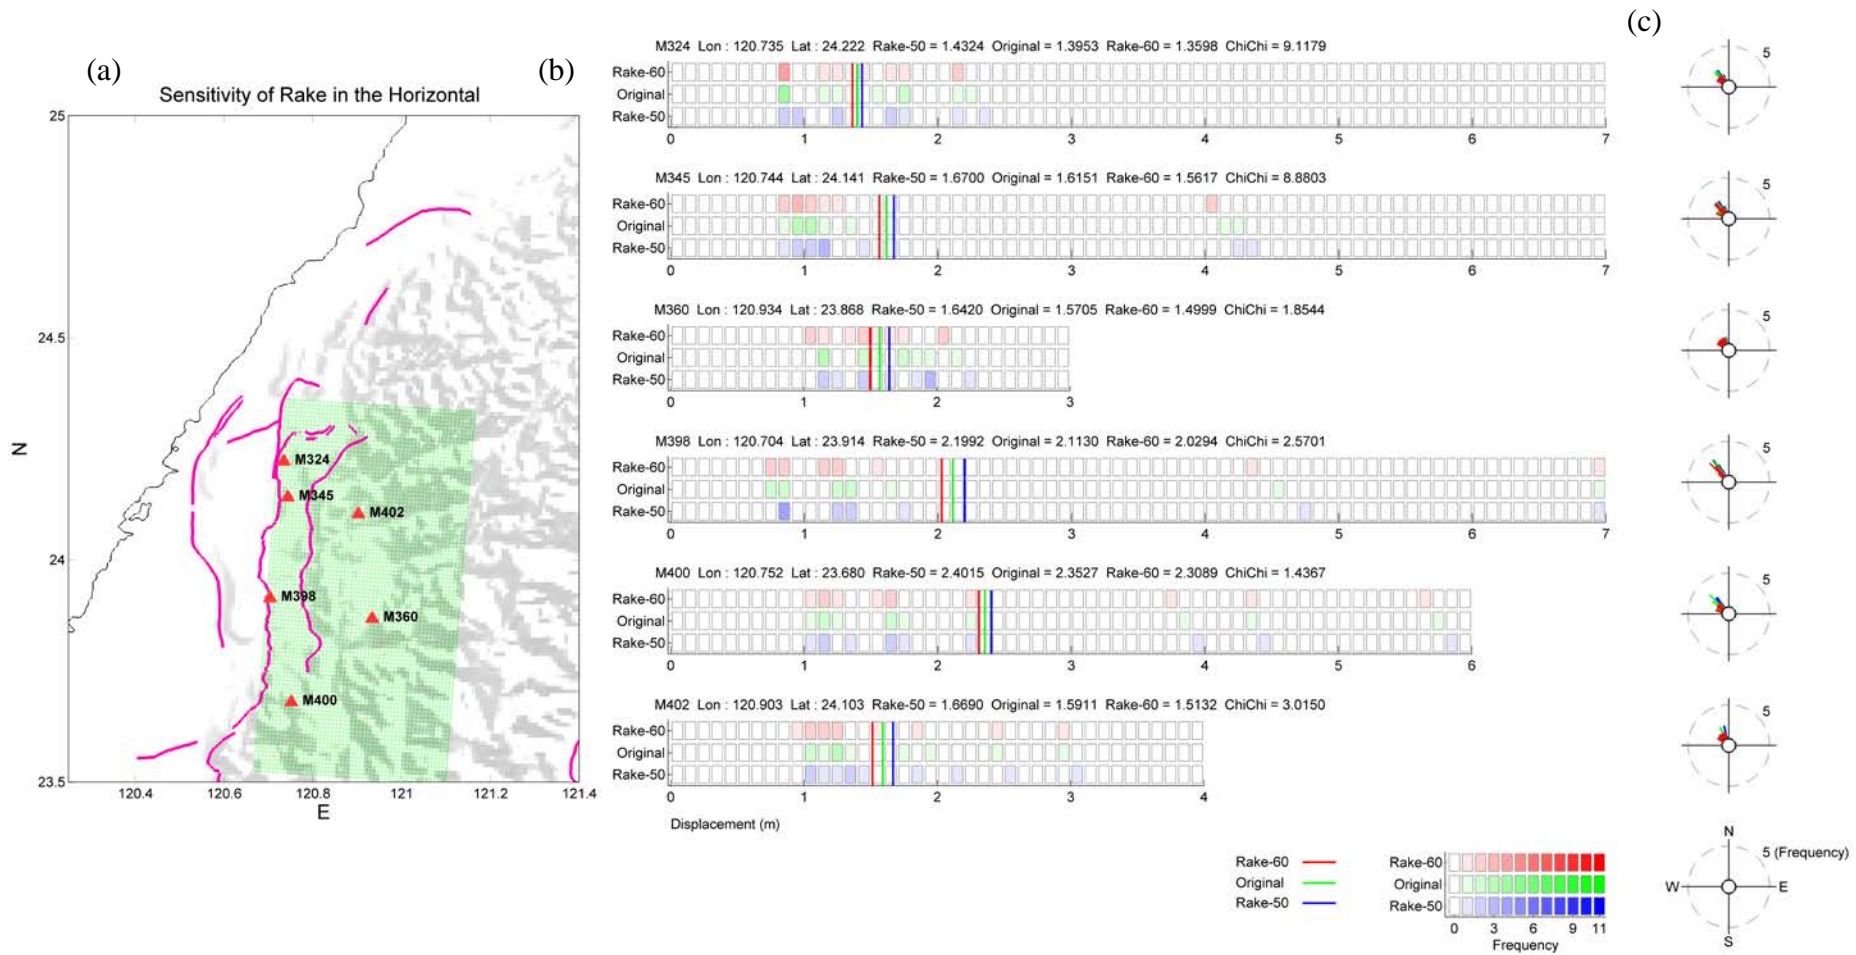 (a)
Sensitivity of Rake in the Horizontal
25
24.5
24
23.5
N
120.4 120.6 120.8 121 121.2 121.4
E
M324
M345
M402
M398
M360
M400
(b)
M324 Lon : 120.735 Lat : 24.222 Rake-50 = 1.4324 Original = 1.3953 Rake-60 = 1.3598 ChiChi = 9.1179
Rake-60
Original
Rake-50
0 1 2 3 4 5 6 7
M345 Lon : 120.744 Lat : 24.141 Rake-50 = 1.6700 Original = 1.6151 Rake-60 = 1.5617 ChiChi = 8.8803
Rake-60
Original
Rake-50
0 1 2 3 4 5 6 7
M360 Lon : 120.934 Lat : 23.868 Rake-50 = 1.6420 Original = 1.5705 Rake-60 = 1.4999 ChiChi = 1.8544
Rake-60
Original
Rake-50
0 1 2 3
M398 Lon : 120.704 Lat : 23.914 Rake-50 = 2.1992 Original = 2.1130 Rake-60 = 2.0294 ChiChi = 2.5701
Rake-60
Original
Rake-50
0 1 2 3 4 5 6 7
M400 Lon : 120.752 Lat : 23.680 Rake-50 = 2.4015 Original = 2.3527 Rake-60 = 2.3089 ChiChi = 1.4367
Rake-60
Original
Rake-50
0 1 2 3 4 5 6
M402 Lon : 120.903 Lat : 24.103 Rake-50 = 1.6690 Original = 1.5911 Rake-60 = 1.5132 ChiChi = 3.0150
Rake-60
Original
Rake-50
0 1 2 3 4
Displacement (m)
Rake-60
Original
Rake-50
Rake-60
Original
Rake-50
0 3 6 9 11
Frequency
(c)
5
5
5
5
5
5
N
5 (Frequency)
W E
S